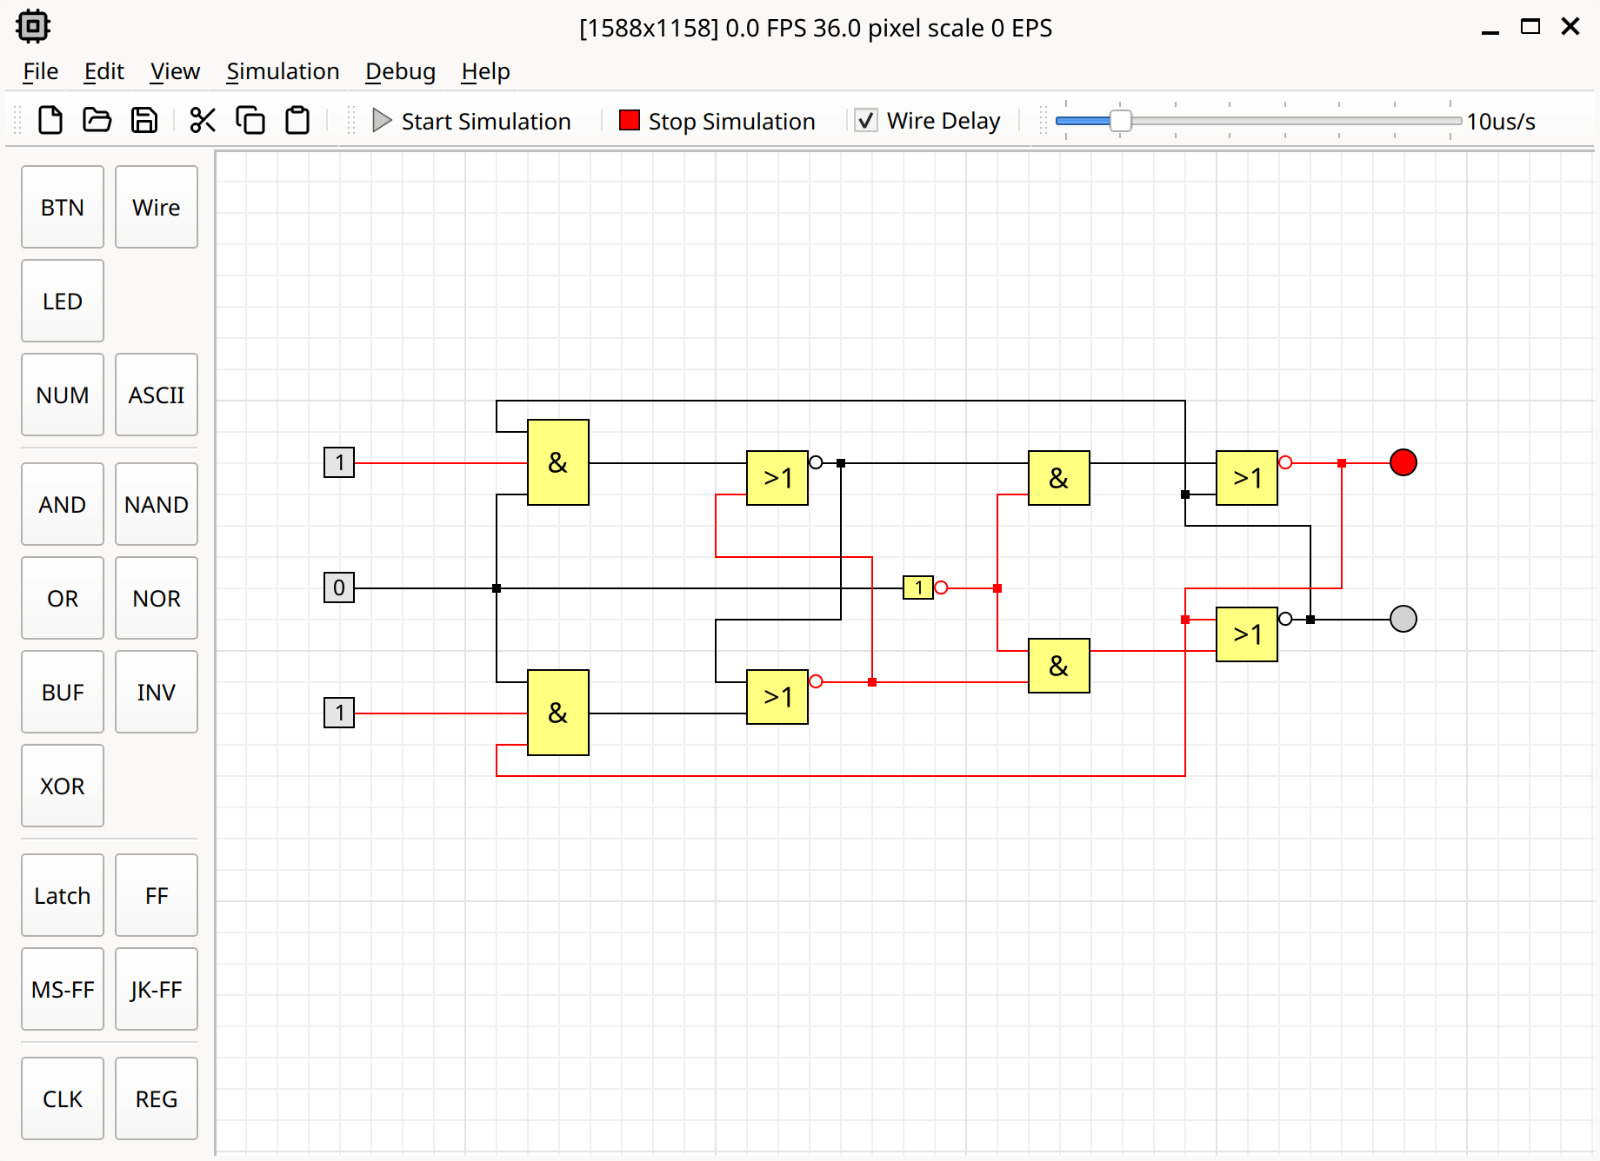 [1588x1158] 0.0 FPS 36.0 pixel scale 0 EPS
File Edit View Simulation Debug Help
Start Simulation Stop Simulation Wire Delay 10us/s
BTN Wire
LED
NUM ASCII
AND NAND
OR NOR
BUF INV
XOR
Latch FF
MS-FF JK-FF
CLK REG
1 & >1 & >1
0 1
& >1
1 & >1